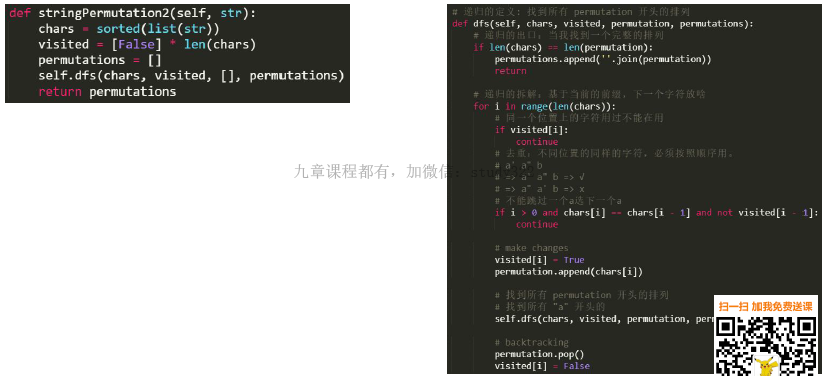 def stringPermutation2(self, str):
    chars = sorted(list(str))
    visited = [False] * len(chars)
    permutations = []
    self.dfs(chars, visited, [], permutations)
    return permutations
# 递归的定义: 找到所有 permutation 开头的排列
def dfs(self, chars, visited, permutation, permutations):
    # 递归的出口: 当我找到一个完整的排列
    if len(chars) == len(permutation):
        permutations.append(''.join(permutation))
        return
    # 递归的拆解: 基于当前的前缀, 下一个字符放啥
    for i in range(len(chars)):
        # 同一个位置上的字符用过不能在用
        if visited[i]:
            continue
        # 去重: 不同位置的同样的字符, 必须按照顺序用。
        # a' a" b
        # => a' a" b => √
        # => a" a' b => x
        # 不能跳过一个a选下一个a
        if i > 0 and chars[i] == chars[i - 1] and not visited[i - 1]:
            continue
        # make changes
        visited[i] = True
        permutation.append(chars[i])
        # 找到所有 permutation 开头的排列
        # 找到所有 "a" 开头的
        self.dfs(chars, visited, permutation,
        # backtracking
        permutation.pop()
        visited[i] = False
九章课程都有，加微信:
扫一扫 加我免费送课